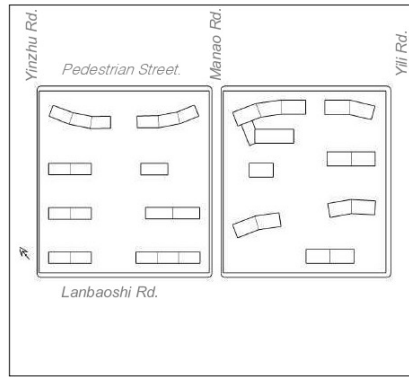 Yinzhu Rd.
Pedestrian Street.
Manao Rd.
Yili Rd.
Lanbaoshi Rd.